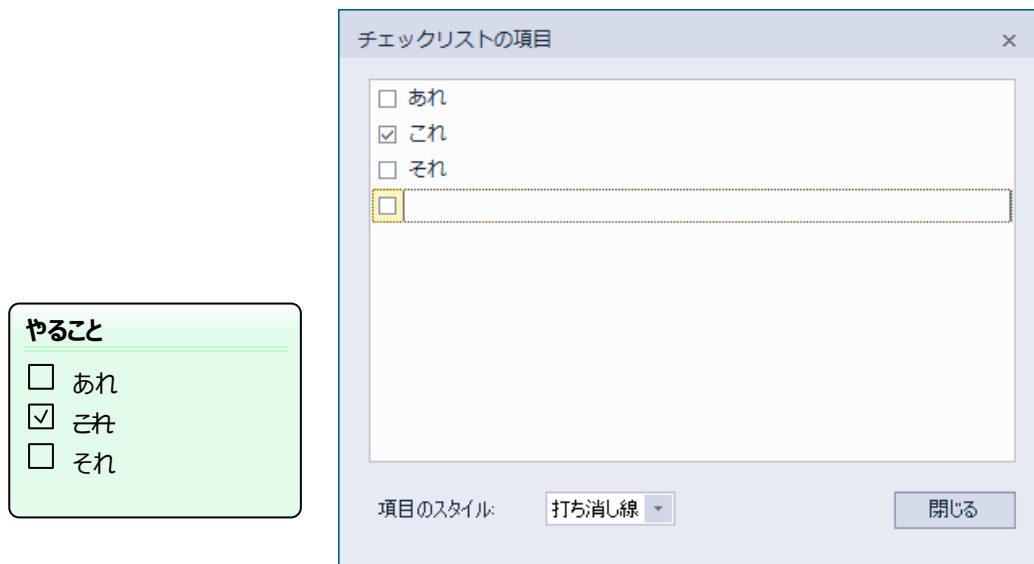 チェックリストの項目
あれ
これ
それ
項目のスタイル:
打ち消し線
閉じる
やること
あれ
これ
それ